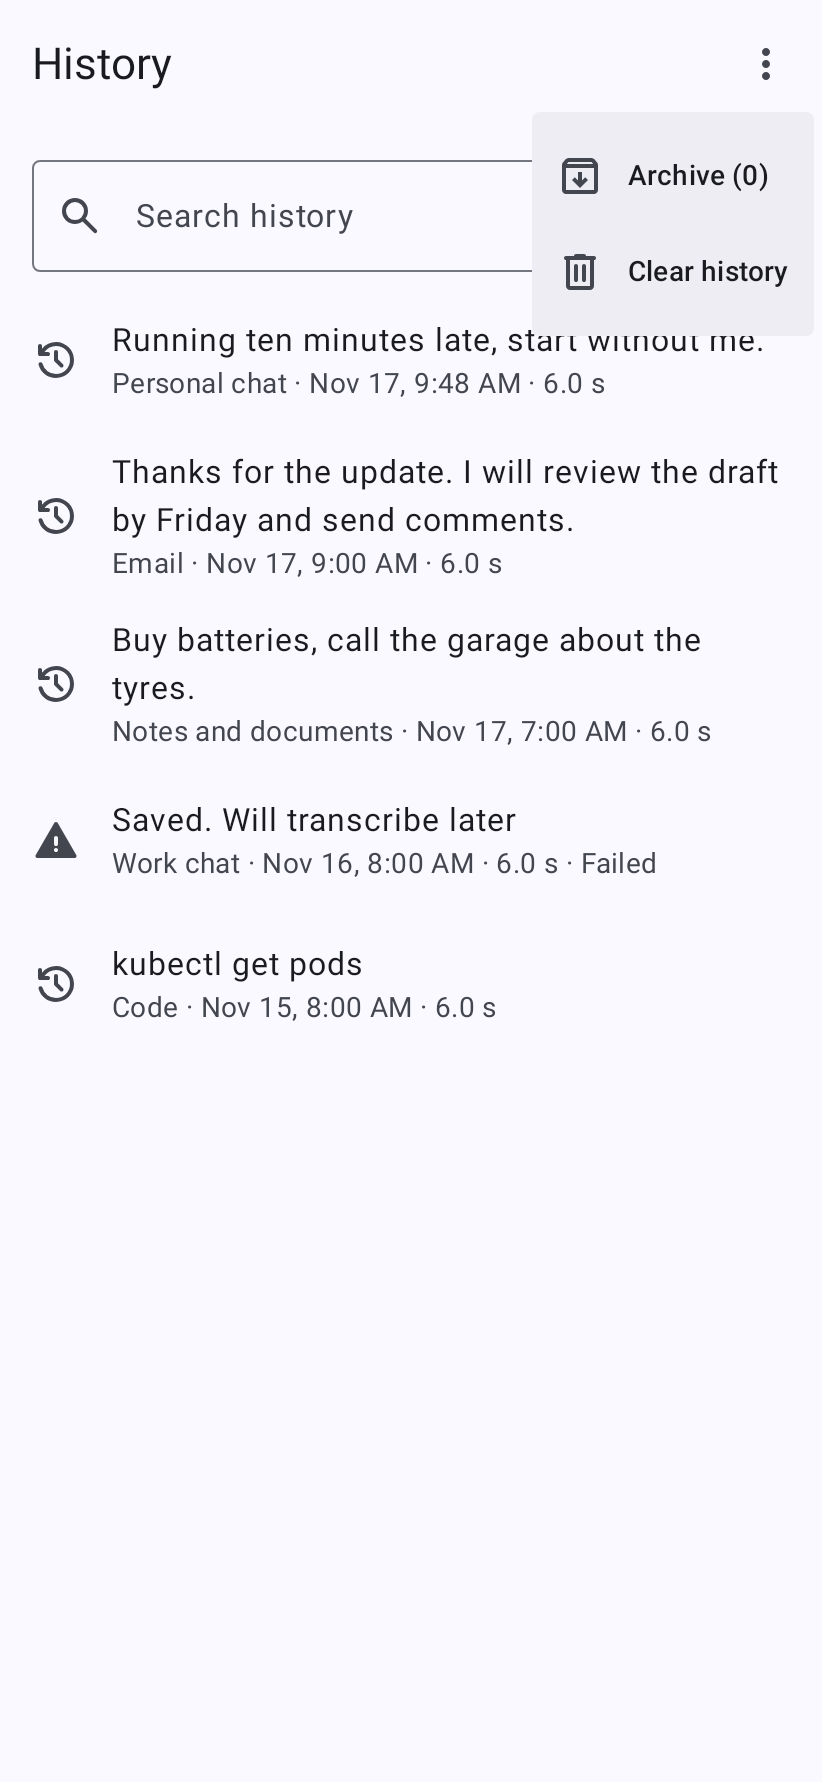 History
Archive (0)
Search history
Clear history
Running ten minutes late, start without me.
Personal chat · Nov 17, 9:48 AM · 6.0 s
Thanks for the update. I will review the draft
by Friday and send comments.
Email · Nov 17, 9:00 AM · 6.0 s
Buy batteries, call the garage about the
tyres.
Notes and documents · Nov 17, 7:00 AM · 6.0 s
Saved. Will transcribe later
Work chat · Nov 16, 8:00 AM · 6.0 s · Failed
kubectl get pods
Code · Nov 15, 8:00 AM · 6.0 s